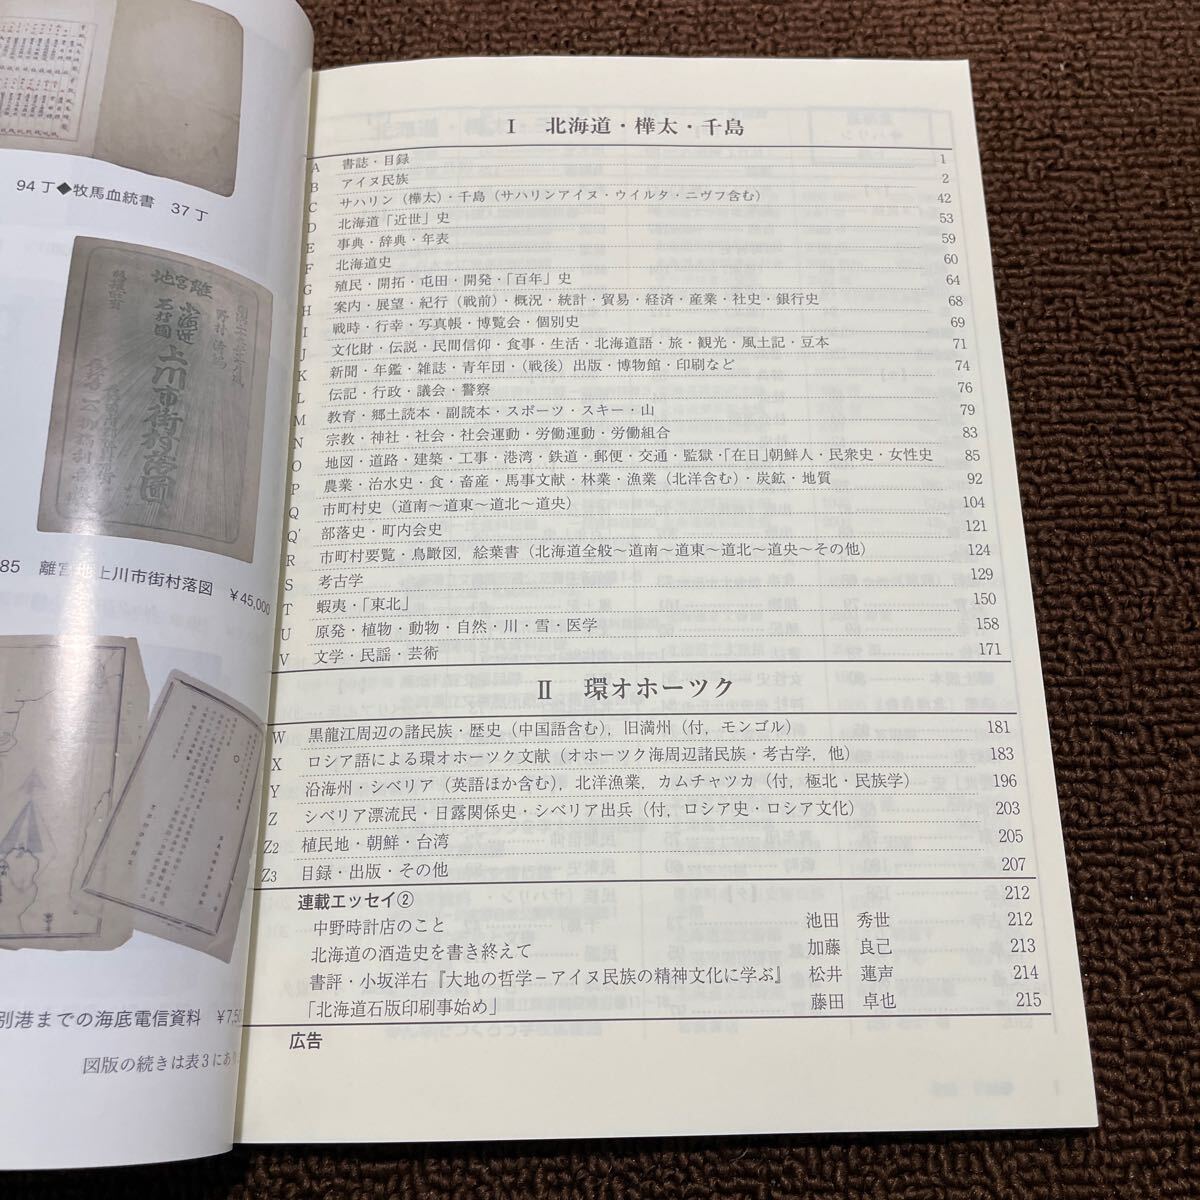 94丁◆牧馬血統書　37丁
85　離宮地上川市街村落図　￥45,000
別港までの海底電信資料　￥7,50
図版の続きは表3にあり
Ⅰ　北海道・樺太・千島
A　書誌・目録　1
B　アイヌ民族　2
C　サハリン（樺太）・千島（サハリンアイヌ・ウイルタ・ニヴフ含む）　42
D　北海道「近世」史　53
E　事典・辞典・年表　59
F　北海道史　60
G　殖民・開拓・屯田・開発・「百年」史　64
H　案内・展望・紀行（戦前）・概況・統計・貿易・経済・産業・社史・銀行史　68
I　戦時・行幸・写真帳・博覧会・個別史　69
J　文化財・伝説・民間信仰・食事・生活・北海道語・旅・観光・風土記・豆本　71
K　新聞・年鑑・雑誌・青年団・（戦後）出版・博物館・印刷など　74
L　伝記・行政・議会・警察　76
M　教育・郷土読本・副読本・スポーツ・スキー・山　79
N　宗教・神社・社会・社会運動・労働運動・労働組合　83
O　地図・道路・建築・工事・港湾・鉄道・郵便・交通・監獄・「在日」朝鮮人・民衆史・女性史　85
P　農業・治水史・食・畜産・馬事文献・林業・漁業（北洋含む）・炭鉱・地質　92
Q　市町村史（道南～道東～道北～道央）　104
Q'　部落史・町内会史　121
R　市町村要覧・鳥瞰図，絵葉書（北海道全般～道南～道東～道北～道央～その他）　124
S　考古学　129
T　蝦夷・「東北」　150
U　原発・植物・動物・自然・川・雪・医学　158
V　文学・民謡・芸術　171
Ⅱ　環オホーツク
W　黒龍江周辺の諸民族・歴史（中国語含む），旧満州（付，モンゴル）　181
X　ロシア語による環オホーツク文献（オホーツク海周辺諸民族・考古学，他）　183
Y　沿海州・シベリア（英語ほか含む），北洋漁業，カムチャツカ（付，極北・民族学）　196
Z　シベリア漂流民・日露関係史・シベリア出兵（付，ロシア史・ロシア文化）　203
Z2　植民地・朝鮮・台湾　205
Z3　目録・出版・その他　207
連載エッセイ②　212
中野時計店のこと　池田　秀世　212
北海道の酒造史を書き終えて　加藤　良己　213
書評・小坂洋右『大地の哲学－アイヌ民族の精神文化に学ぶ』　松井　蓮声　214
「北海道石版印刷事始め」　藤田　卓也　215
広告